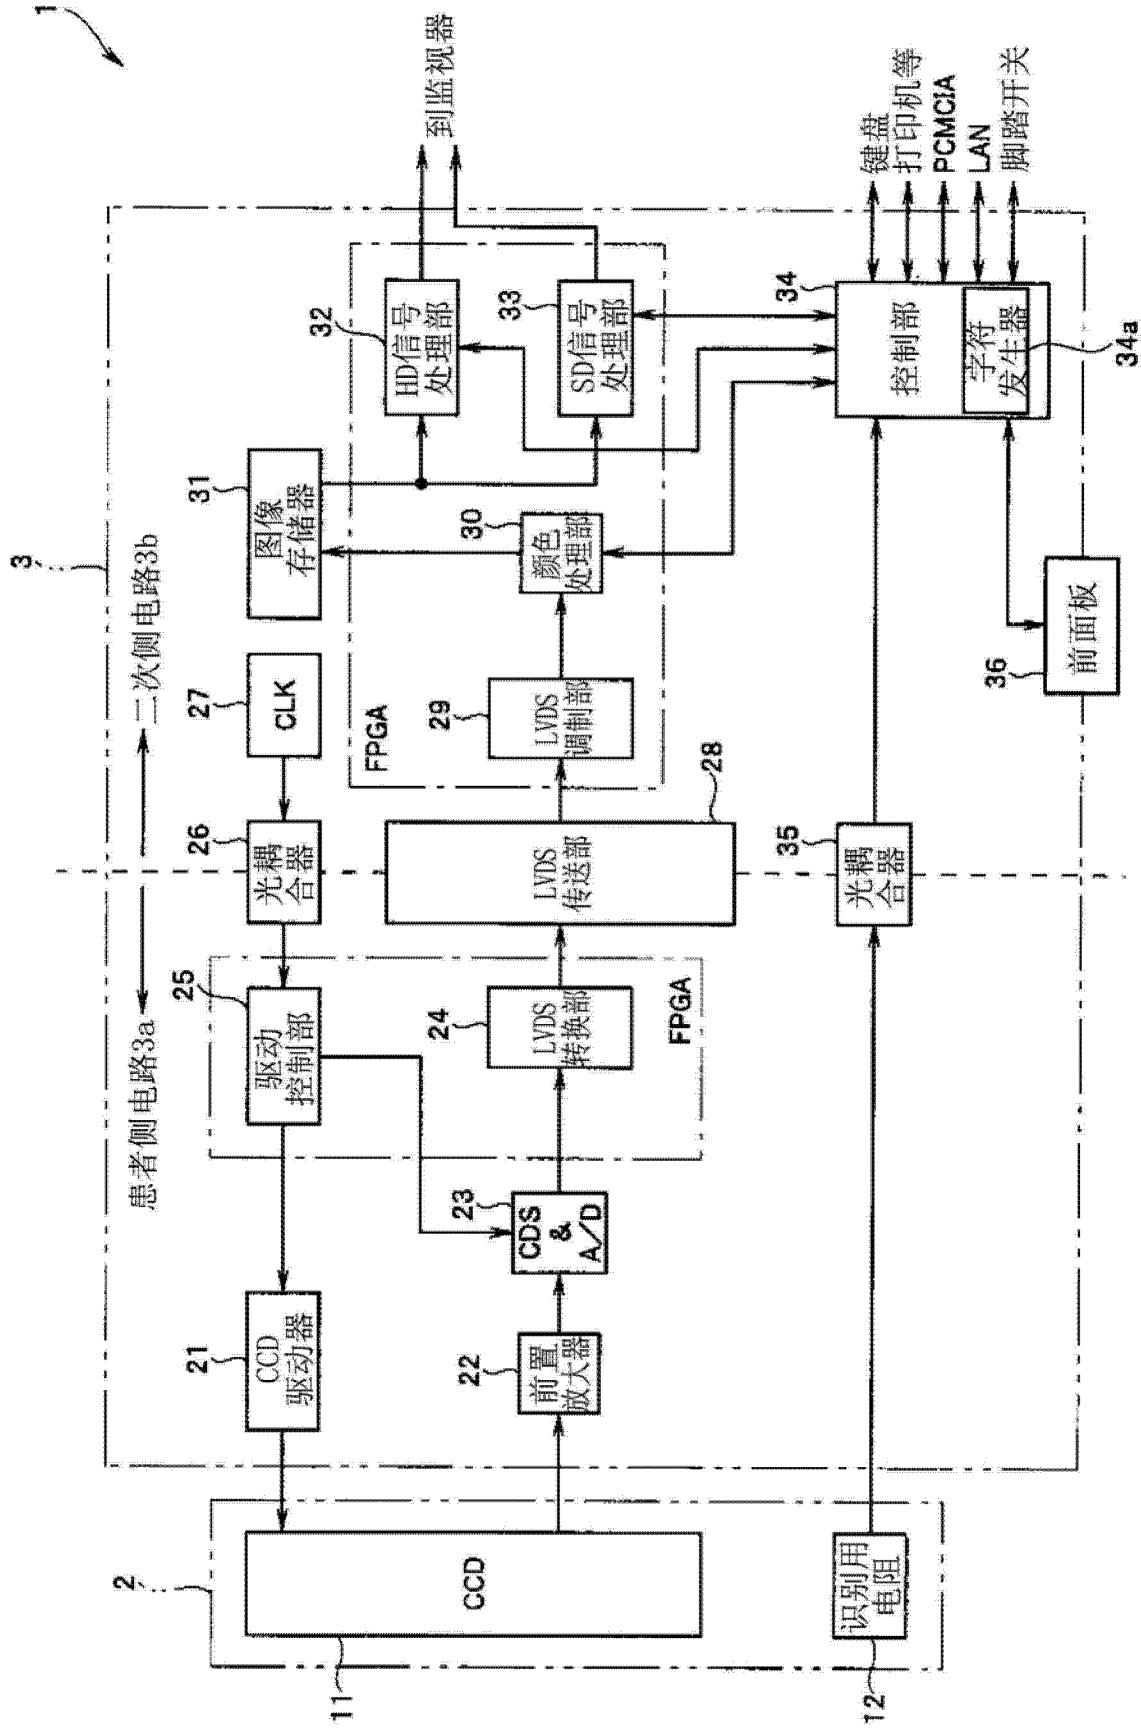 1
3
患者侧电路3a
二次侧电路3b
到监视器
2
11
CCD
12
识别用
电阻
21
CCD
驱动器
22
前置
放大器
23
CDS
&
A/D
25
驱动
控制部
24
LVDS
转换部
FPGA
26
光耦
合器
27
CLK
28
LVDS
传送部
35
光耦
合器
FPGA
29
LVDS
调制部
30
颜色
处理部
31
图像
存储器
32
HD信号
处理部
33
SD信号
处理部
34
控制部
字符
发生器
34a
36
前面板
键盘
打印机等
PCMCIA
LAN
脚踏开关